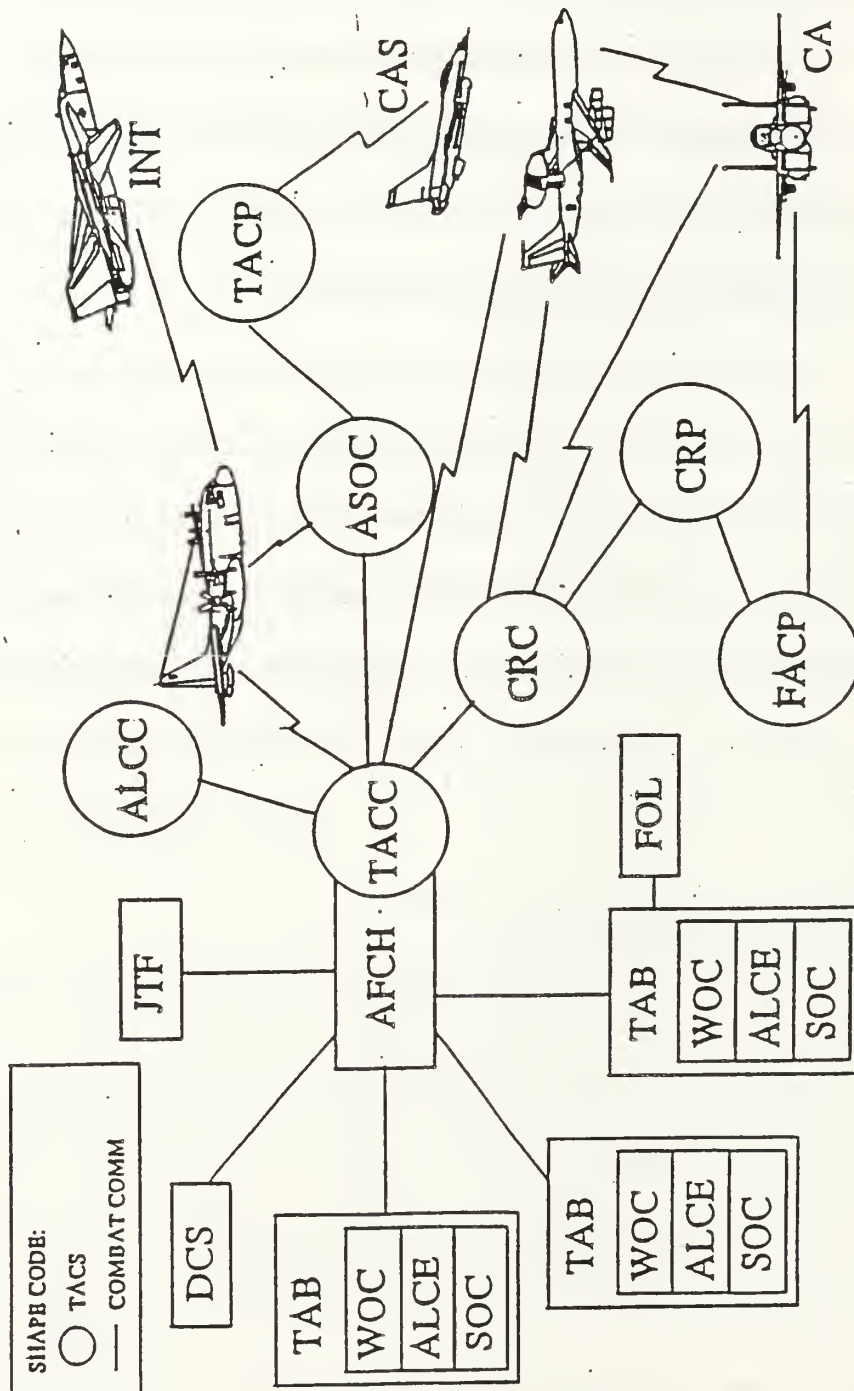 SHAPE CODE:
TACS
COMBAT COMM
DCS
JTF
ALCC
INT
TAB
WOC
ALCE
SOC
AFCH
TACC
ASOC
TACP
CAS
TAB
WOC
ALCE
SOC
TAB
WOC
ALCE
SOC
FOL
CRC
CRP
FACP
CA